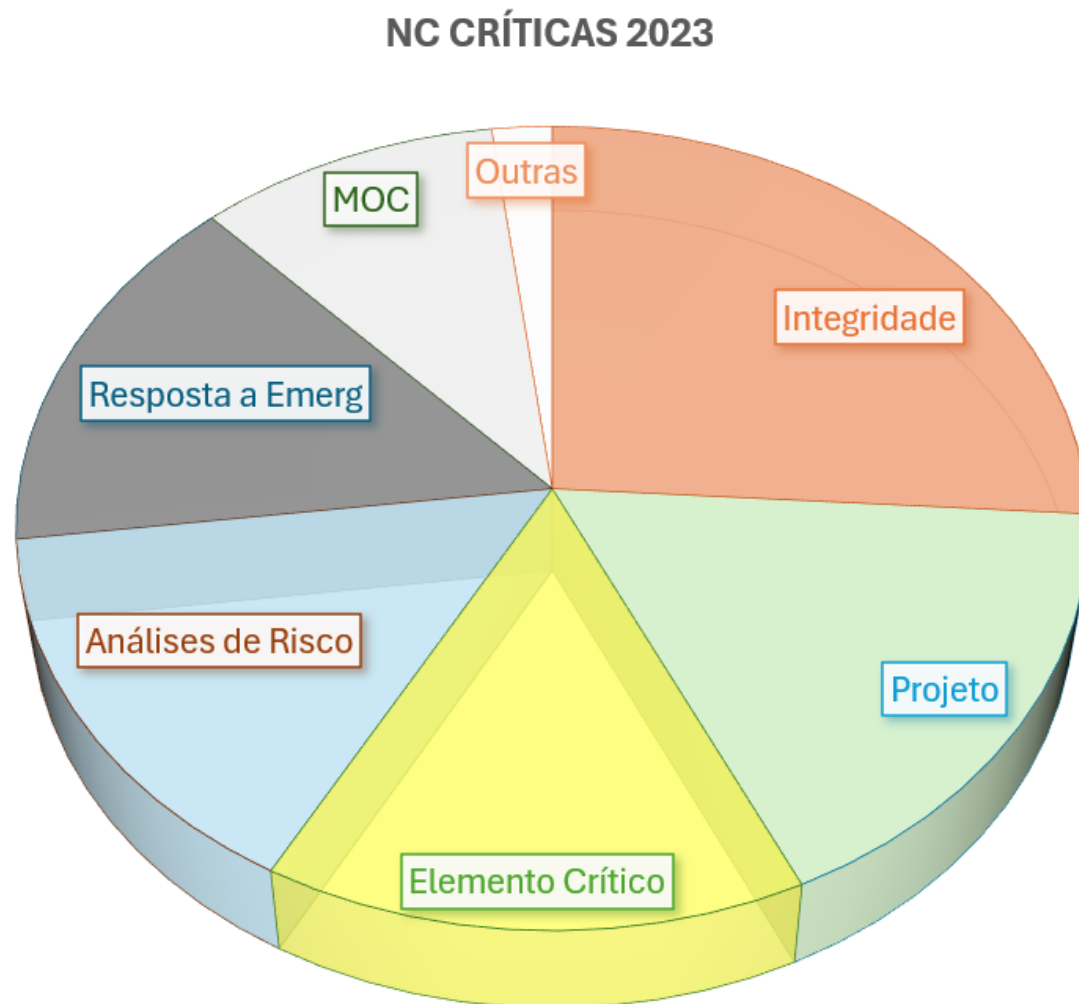 NC CRÍTICAS 2023
Outras
MOC
Integridade
Resposta a Emerg
Análises de Risco
Projeto
Elemento Crítico